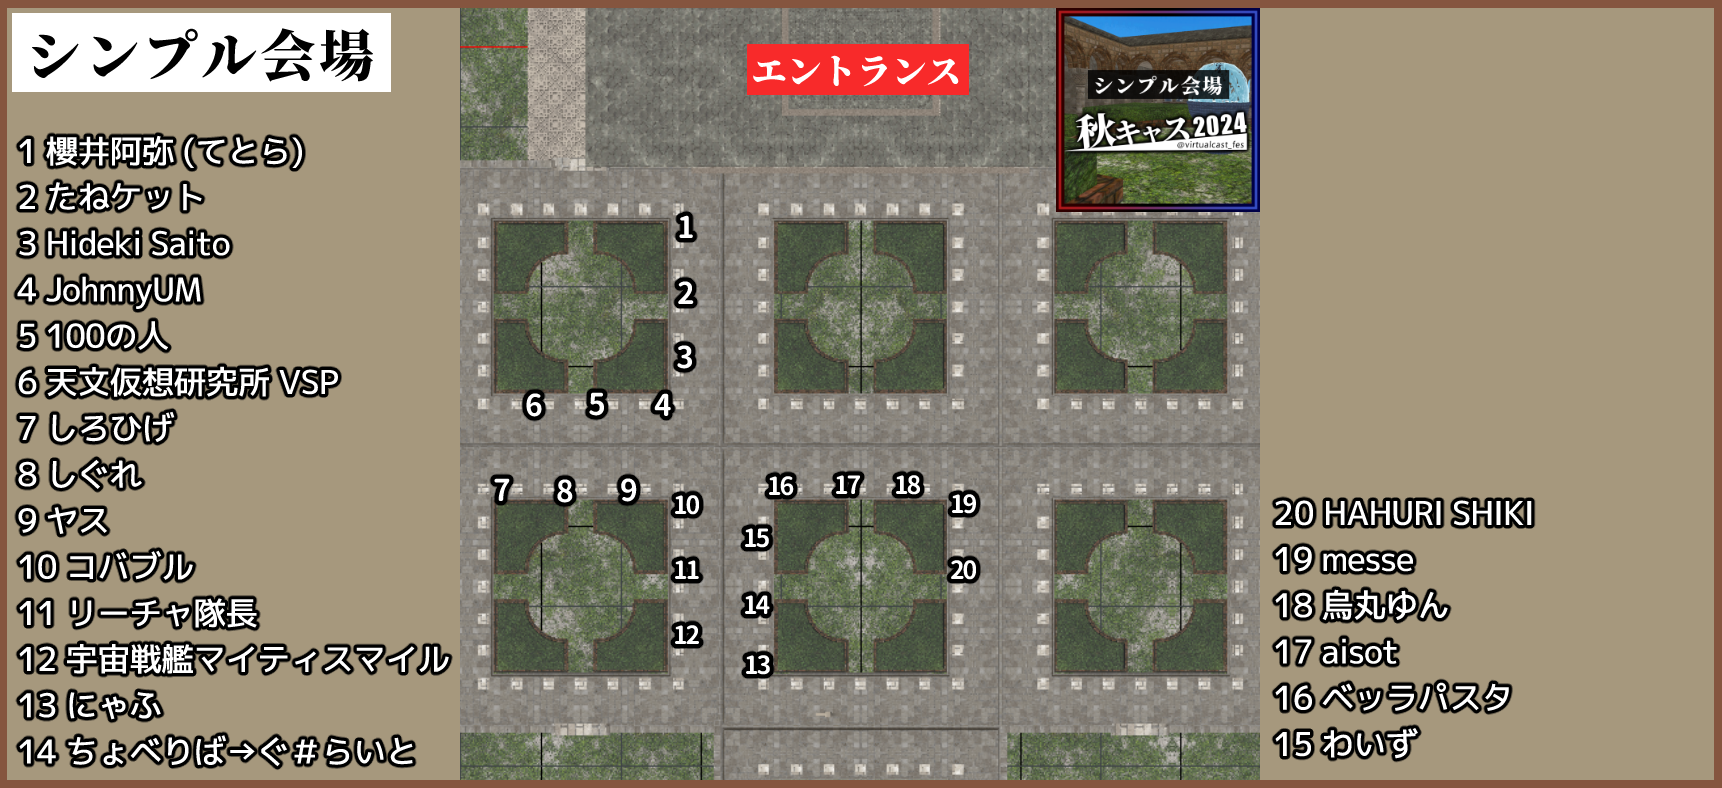 シンプル会場
1 櫻井阿弥 (てとら)
2 たねケット
3 Hideki Saito
4 JohnnyUM
5 100の人
6 天文仮想研究所 VSP
7 しろひげ
8 しぐれ
9 ヤス
10 コバブル
11 リーチャ隊長
12 宇宙戦艦マイティスマイル
13 にゃふ
14 ちょべりば→ぐ#らいと
エントランス
シンプル会場
秋キャス2024
@virtualcast_fes
1
2
3
6 5 4
7 8 9
10
11
12
16 17 18
19
15
20
14
13
20 HAHURI SHIKI
19 messe
18 烏丸ゆん
17 aisot
16 ベッラパスタ
15 わいず